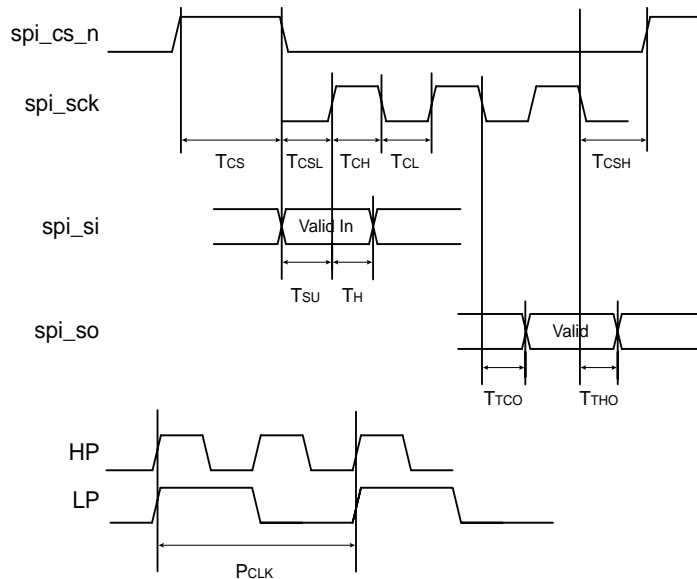 spi_cs_n
spi_sck
TCS TCSL TCH TCL TCSH
spi_si
Valid In
TSU TH
spi_so
Valid
TTCO TTHO
HP
LP
PCLK